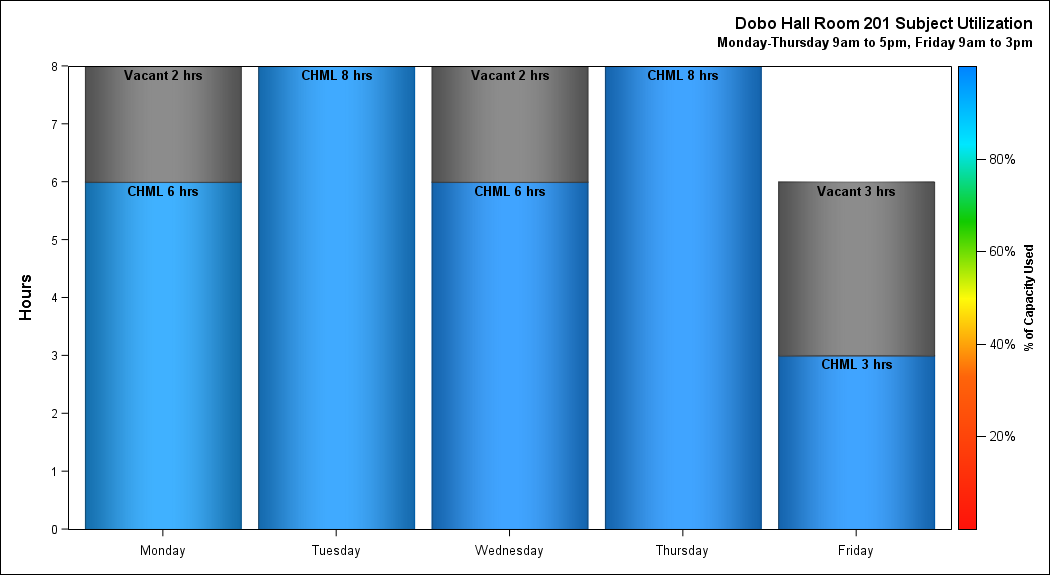 Dobo Hall Room 201 Subject Utilization
Monday-Thursday 9am to 5pm, Friday 9am to 3pm
Hours
8
7
6
5
4
3
2
1
0
Vacant 2 hrs
CHML 6 hrs
CHML 8 hrs
Vacant 2 hrs
CHML 6 hrs
CHML 8 hrs
Vacant 3 hrs
CHML 3 hrs
Monday
Tuesday
Wednesday
Thursday
Friday
80%
60%
40%
20%
% of Capacity Used